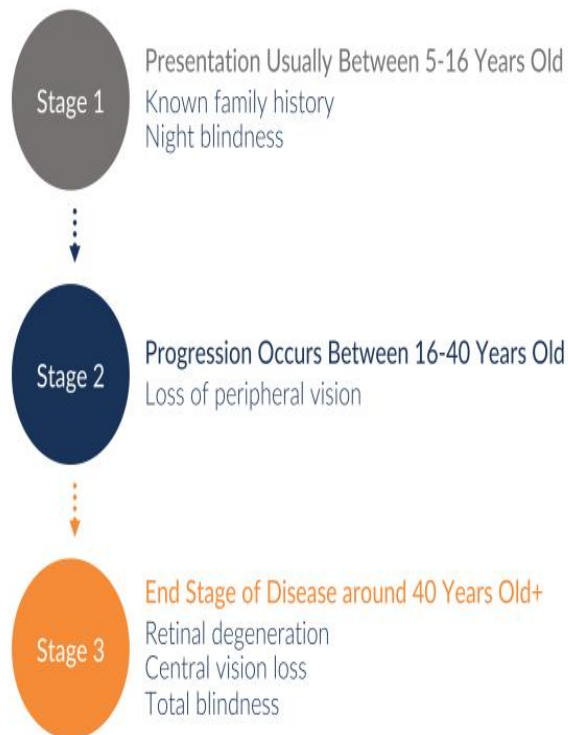 Stage 1
Presentation Usually Between 5-16 Years Old
Known family history
Night blindness
Stage 2
Progression Occurs Between 16-40 Years Old
Loss of peripheral vision
Stage 3
End Stage of Disease around 40 Years Old+
Retinal degeneration
Central vision loss
Total blindness